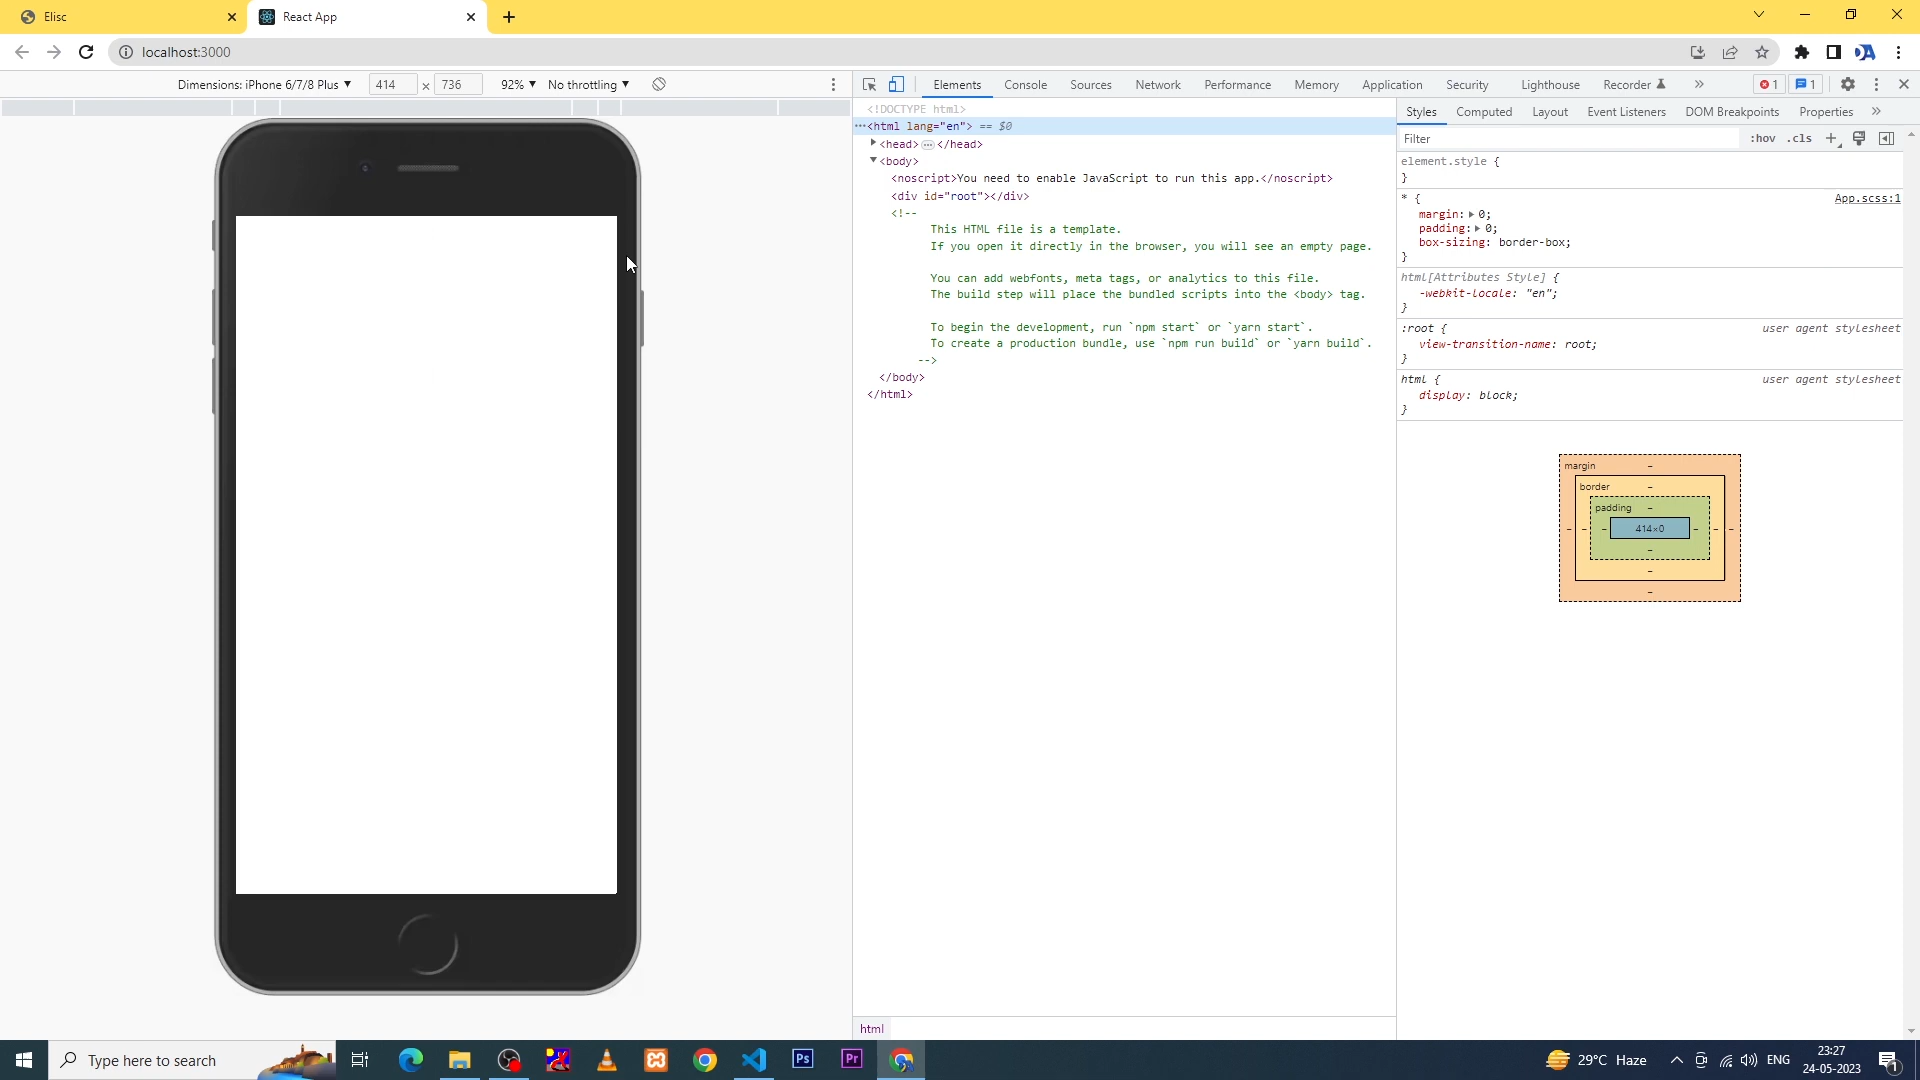 Elisc
React App
localhost:3000
Dimensions: iPhone 6/7/8 Plus ▼ 414 × 736 92% ▼ No throttling ▼
Elements Console Sources Network Performance Memory Application Security Lighthouse Recorder » 1 1
<!DOCTYPE html>
<html lang="en"> == $0
<head> ⋯ </head>
<body>
<noscript>You need to enable JavaScript to run this app.</noscript>
<div id="root"></div>
<!--
This HTML file is a template.
If you open it directly in the browser, you will see an empty page.
You can add webfonts, meta tags, or analytics to this file.
The build step will place the bundled scripts into the <body> tag.
To begin the development, run `npm start` or `yarn start`.
To create a production bundle, use `npm run build` or `yarn build`.
-->
</body>
</html>
html
Styles Computed Layout Event Listeners DOM Breakpoints Properties »
Filter :hov .cls +
element.style {
}
* { App.scss:1
margin: 0;
padding: 0;
box-sizing: border-box;
}
html[Attributes Style] {
-webkit-locale: "en";
}
:root { user agent stylesheet
view-transition-name: root;
}
html { user agent stylesheet
display: block;
}
margin –
border –
padding –
– – – 414×0 – – –
–
–
–
Type here to search
Ps
Pr
29°C Haze
ENG
23:27
24-05-2023
1